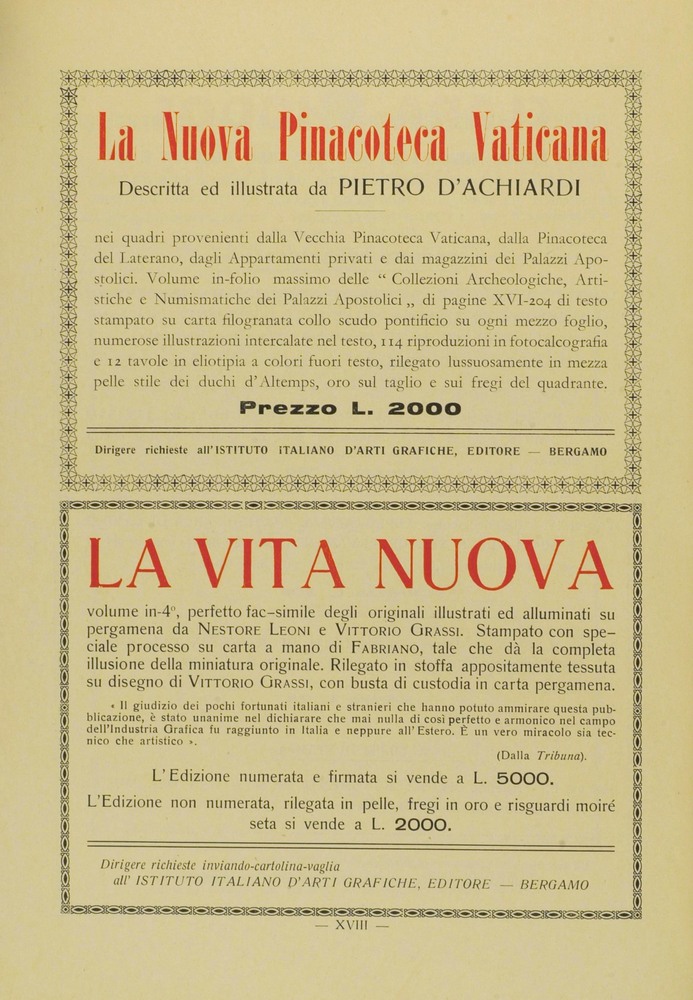 La Nuova Pinacoteca Vaticana
Descritta ed illustrata da PIETRO D'ACHIARDI
nei quadri provenienti dalla Vecchia Pinacoteca Vaticana, dalla Pinacoteca
del Laterano, dagli Appartamenti privati e dai magazzini dei Palazzi Apo-
stolici. Volume in-folio massimo delle “ Collezioni Archeologiche, Arti-
stiche e Numismatiche dei Palazzi Apostolici „ di pagine XVI-204 di testo
stampato su carta filogranata collo scudo pontificio su ogni mezzo foglio,
numerose illustrazioni intercalate nel testo, 114 riproduzioni in fotocalcografia
e 12 tavole in eliotipia a colori fuori testo, rilegato lussuosamente in mezza
pelle stile dei duchi d'Altemps, oro sul taglio e sui fregi del quadrante.
Prezzo L. 2000
Dirigere richieste all'ISTITUTO ITALIANO D'ARTI GRAFICHE, EDITORE — BERGAMO
LA VITA NUOVA
volume in-4º, perfetto fac-simile degli originali illustrati ed alluminati su
pergamena da NESTORE LEONI e VITTORIO GRASSI. Stampato con spe-
ciale processo su carta a mano di FABRIANO, tale che dà la completa
illusione della miniatura originale. Rilegato in stoffa appositamente tessuta
su disegno di VITTORIO GRASSI, con busta di custodia in carta pergamena.
« Il giudizio dei pochi fortunati italiani e stranieri che hanno potuto ammirare questa pub-
blicazione, è stato unanime nel dichiarare che mai nulla di così perfetto e armonico nel campo
dell'Industria Grafica fu raggiunto in Italia e neppure all'Estero. È un vero miracolo sia tec-
nico che artistico ».
(Dalla Tribuna).
L'Edizione numerata e firmata si vende a L. 5000.
L'Edizione non numerata, rilegata in pelle, fregi in oro e risguardi moiré
seta si vende a L. 2000.
Dirigere richieste inviando-cartolina-vaglia
all' ISTITUTO ITALIANO D'ARTI GRAFICHE, EDITORE — BERGAMO
— XVIII —